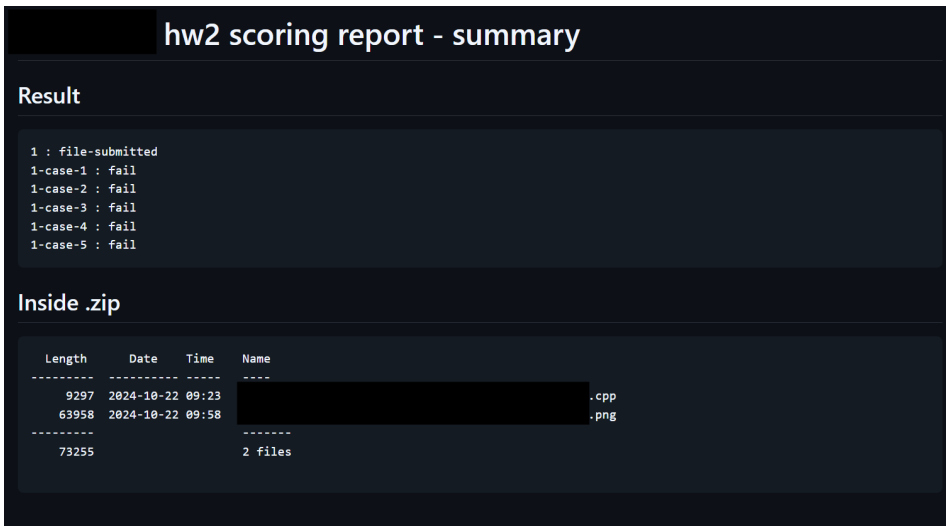 hw2 scoring report - summary
Result
1 : file-submitted
1-case-1 : fail
1-case-2 : fail
1-case-3 : fail
1-case-4 : fail
1-case-5 : fail
Inside .zip
Length Date Time Name
--------- ---------- ----- ----
9297 2024-10-22 09:23 .cpp
63958 2024-10-22 09:58 .png
--------- -------
73255 2 files